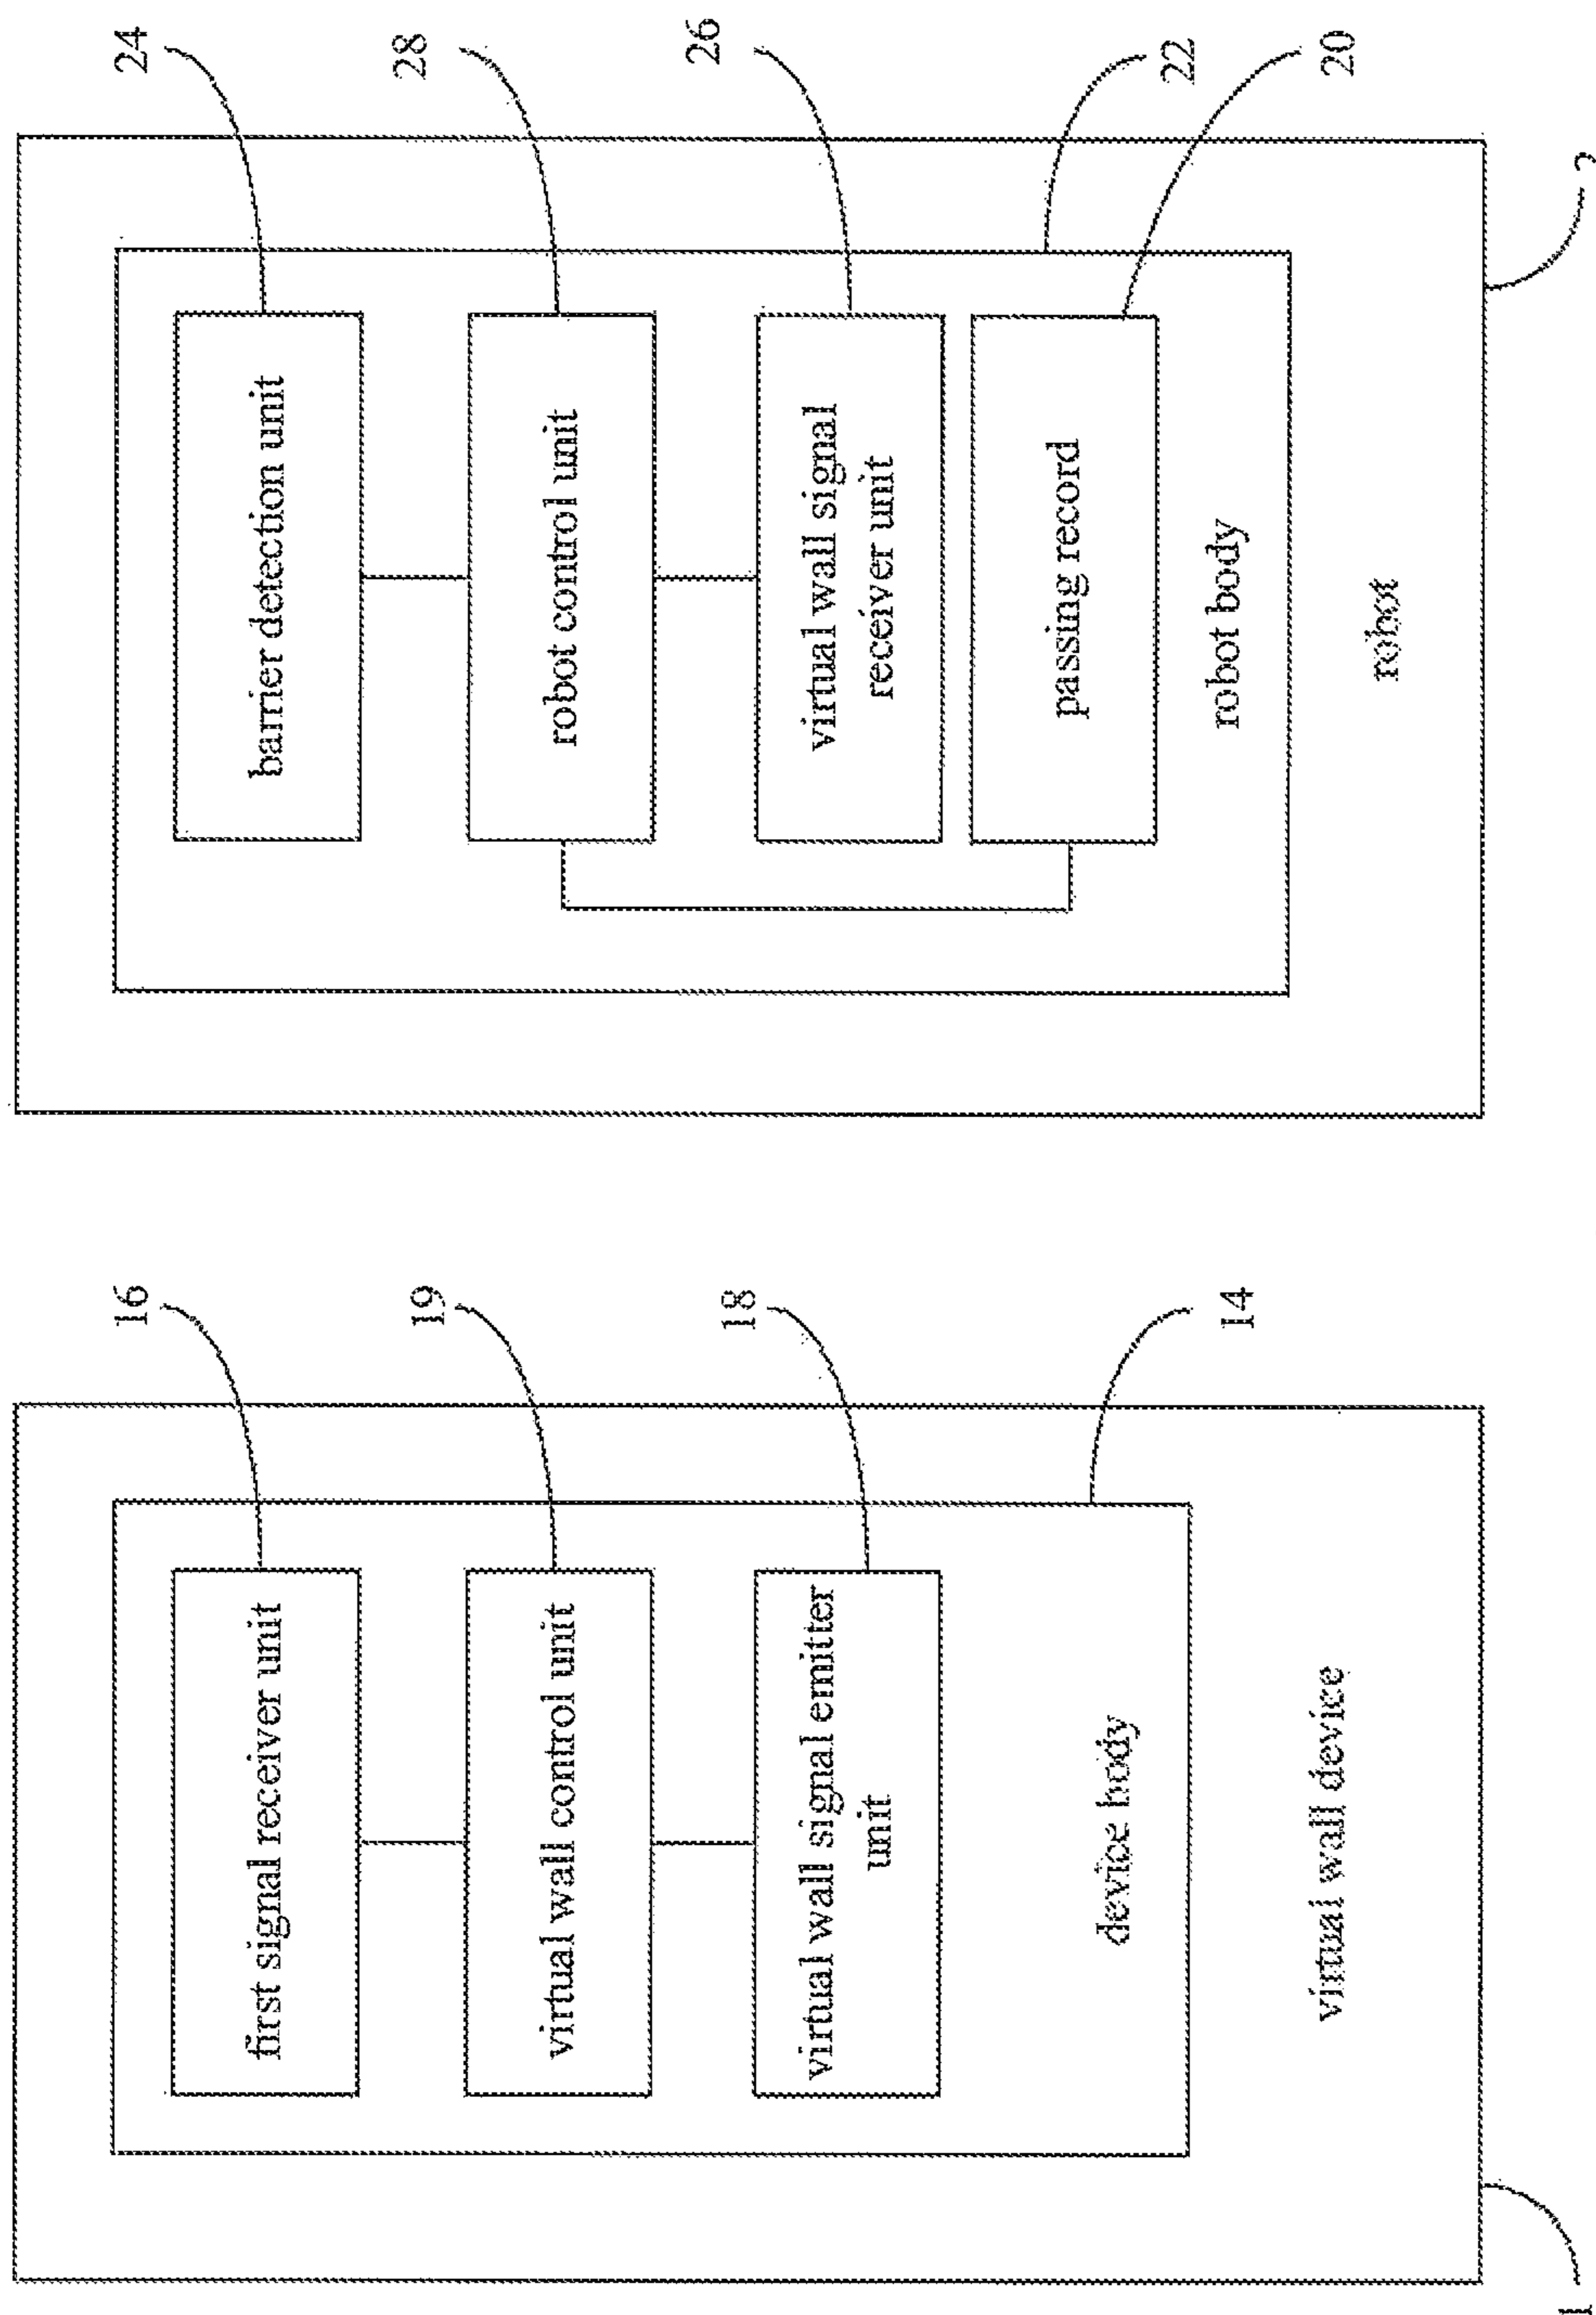 first signal receiver unit
16
virtual wall control unit
19
virtual wall signal emitter
unit
18
device body
14
virtual wall device
1
barrier detection unit
24
robot control unit
28
virtual wall signal
receiver unit
26
passing record
20
robot body
22
robot
2